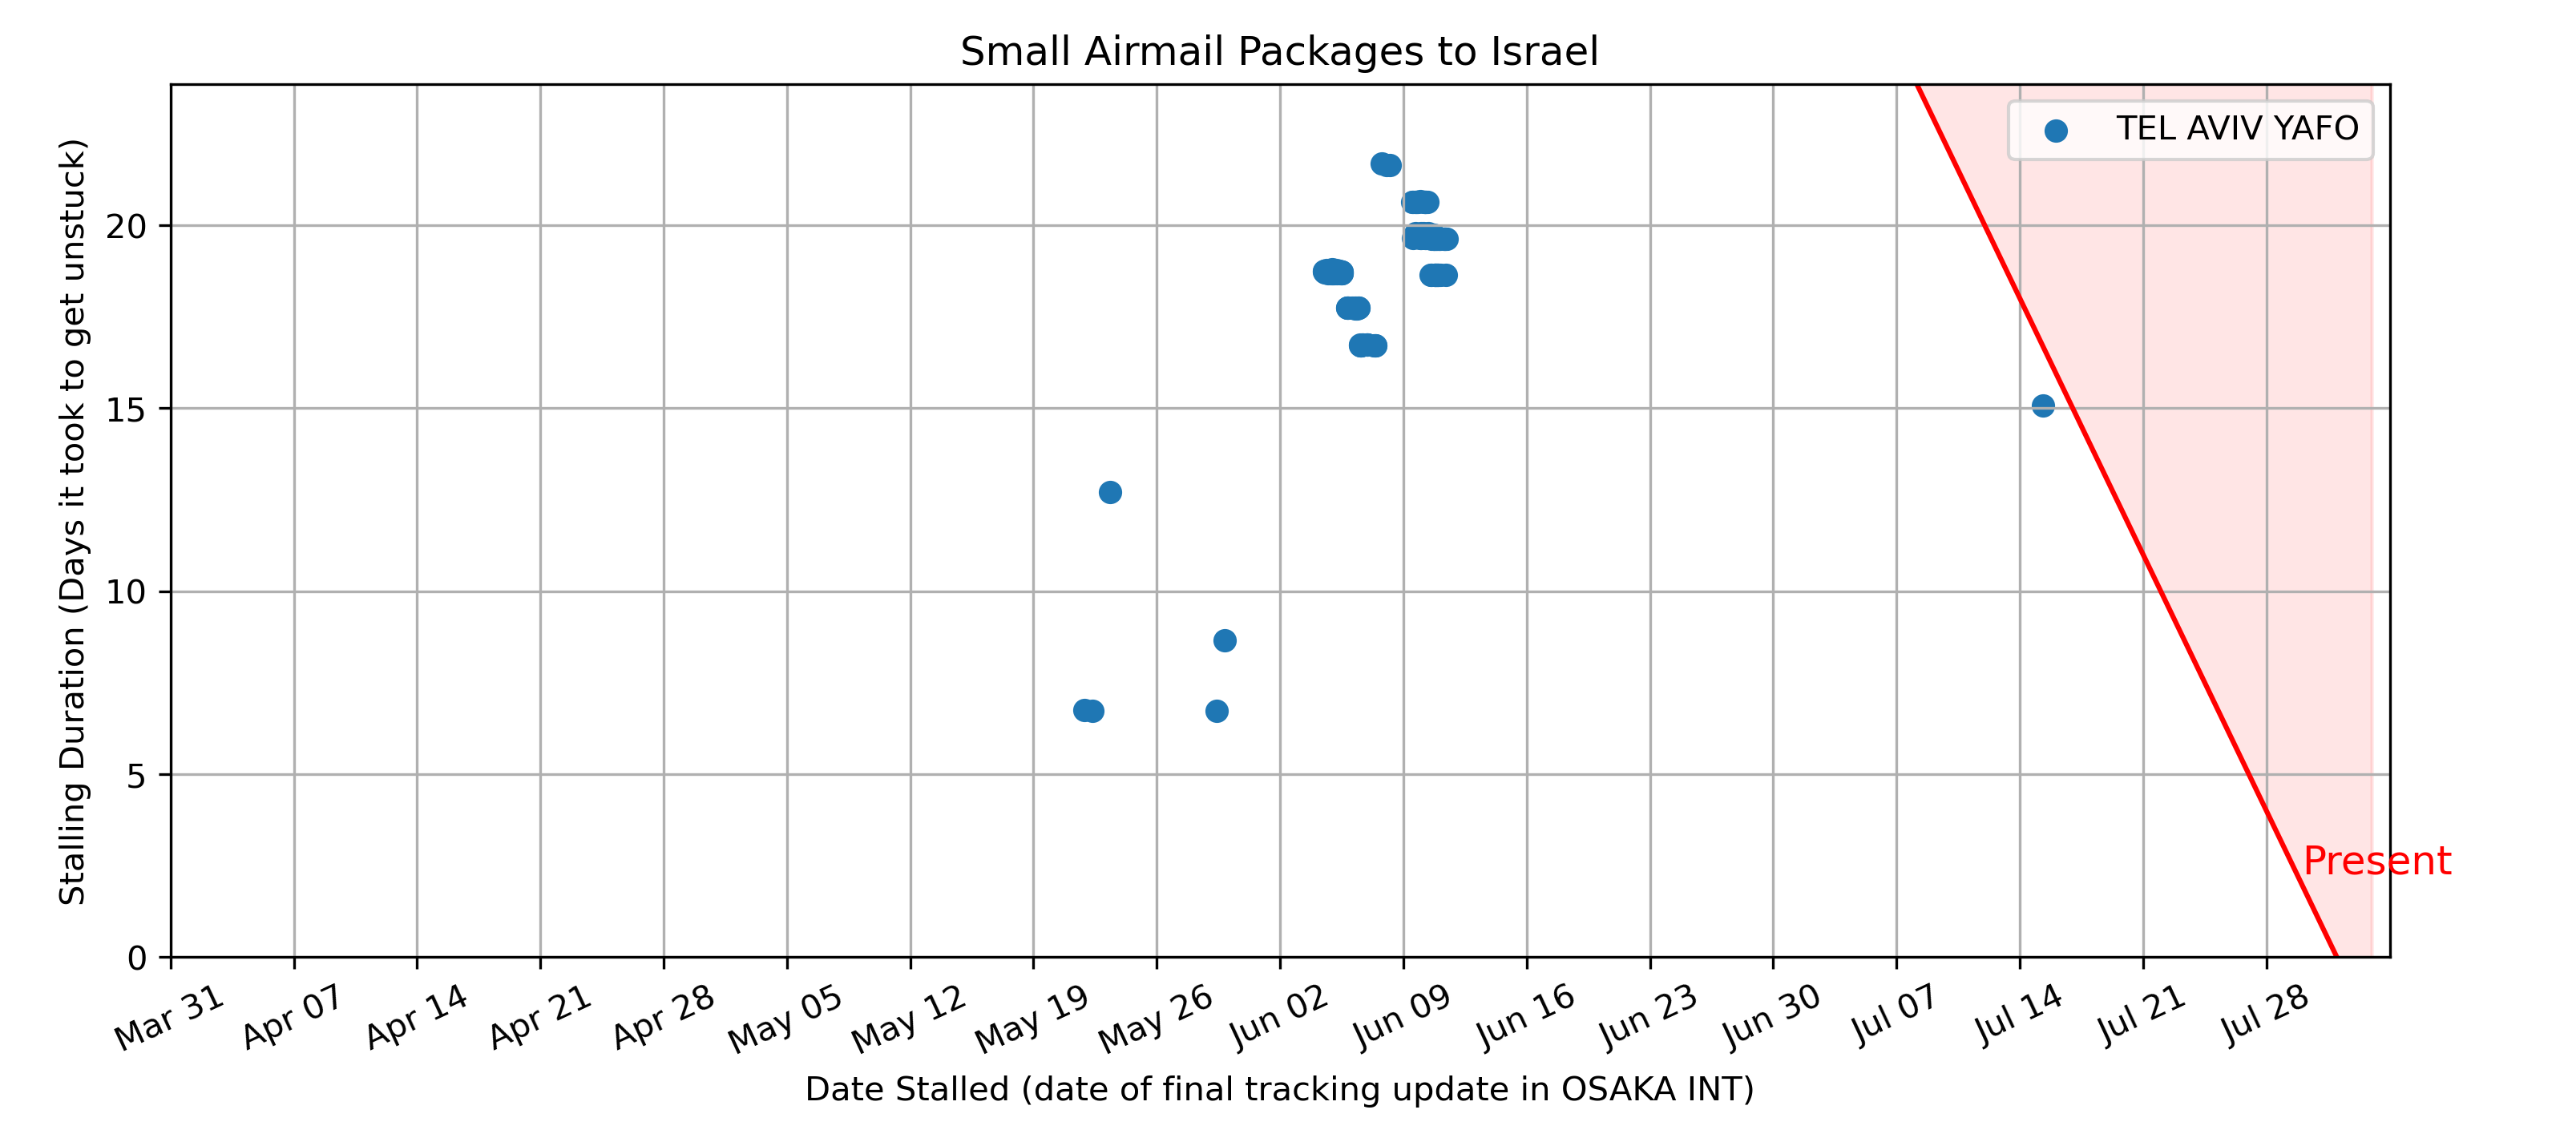 Small Airmail Packages to Israel
TEL AVIV YAFO
Stalling Duration (Days it took to get unstuck)
20
15
10
5
0
Present
Mar 31
Apr 07
Apr 14
Apr 21
Apr 28
May 05
May 12
May 19
May 26
Jun 02
Jun 09
Jun 16
Jun 23
Jun 30
Jul 07
Jul 14
Jul 21
Jul 28
Date Stalled (date of final tracking update in OSAKA INT)